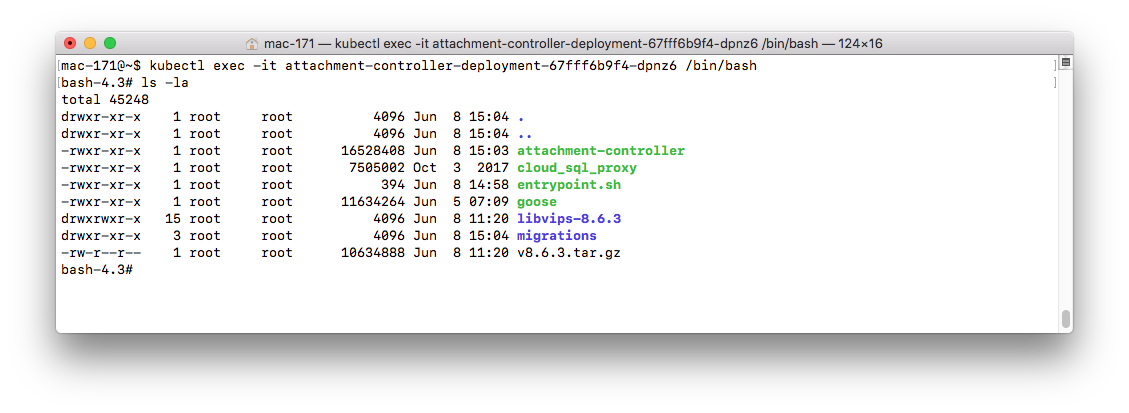 mac-171 — kubectl exec -it attachment-controller-deployment-67fff6b9f4-dpnz6 /bin/bash — 124×16
[mac-171@~$ kubectl exec -it attachment-controller-deployment-67fff6b9f4-dpnz6 /bin/bash ]
[bash-4.3# ls -la ]
total 45248
drwxr-xr-x    1 root     root          4096 Jun  8 15:04 .
drwxr-xr-x    1 root     root          4096 Jun  8 15:04 ..
-rwxr-xr-x    1 root     root      16528408 Jun  8 15:03 attachment-controller
-rwxr-xr-x    1 root     root       7505002 Oct  3  2017 cloud_sql_proxy
-rwxr-xr-x    1 root     root           394 Jun  8 14:58 entrypoint.sh
-rwxr-xr-x    1 root     root      11634264 Jun  5 07:09 goose
drwxrwxr-x   15 root     root          4096 Jun  8 11:20 libvips-8.6.3
drwxr-xr-x    3 root     root          4096 Jun  8 15:04 migrations
-rw-r--r--    1 root     root      10634888 Jun  8 11:20 v8.6.3.tar.gz
bash-4.3#